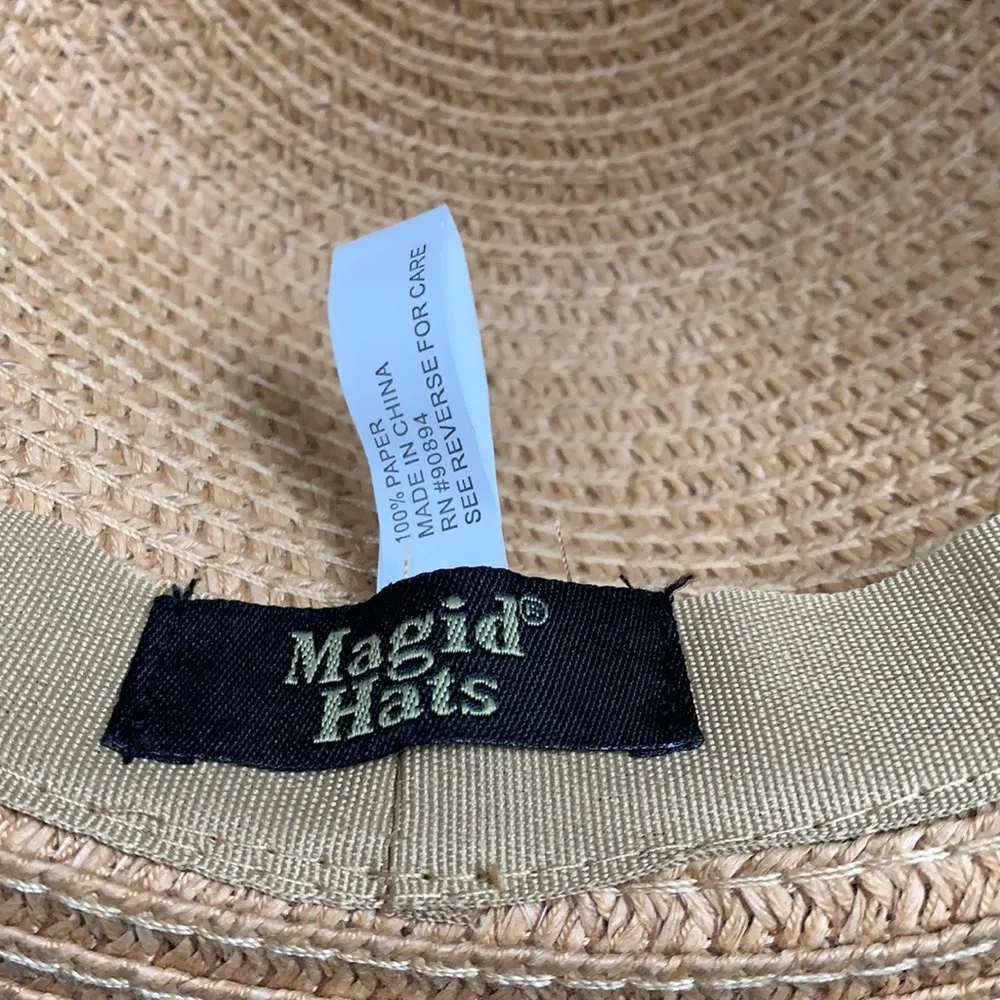 100% PAPER
MADE IN CHINA
RN #90894
SEE REVERSE FOR CARE
Magid®
Hats